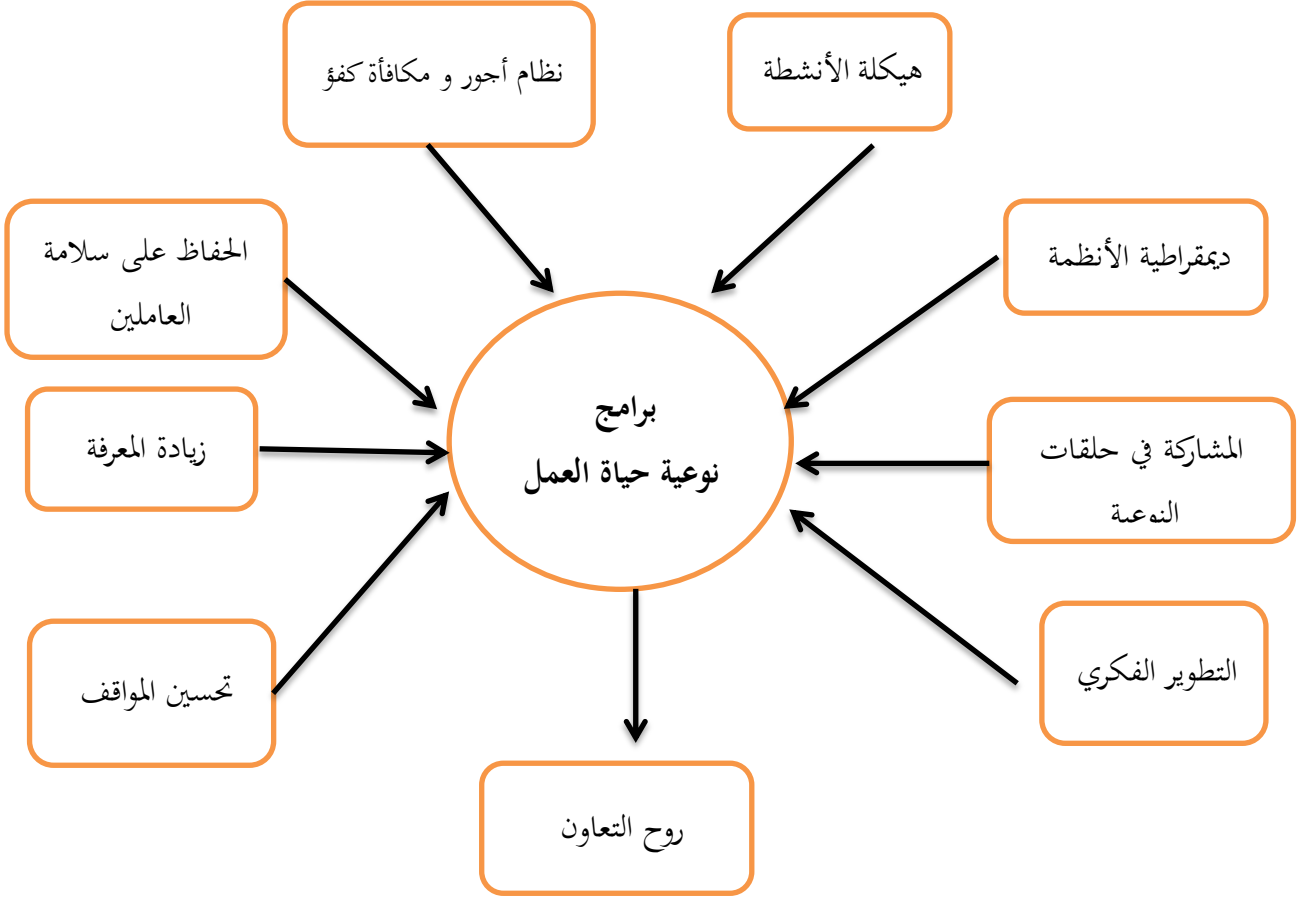 هيكلة الأنشطة
نظام أجور و مكافأة كفؤ
ديمقراطية الأنظمة
الحفاظ على سلامة
العاملين
برامج
نوعية حياة العمل
المشاركة في حلقات
النوعية
زيادة المعرفة
التطوير الفكري
تحسين المواقف
روح التعاون